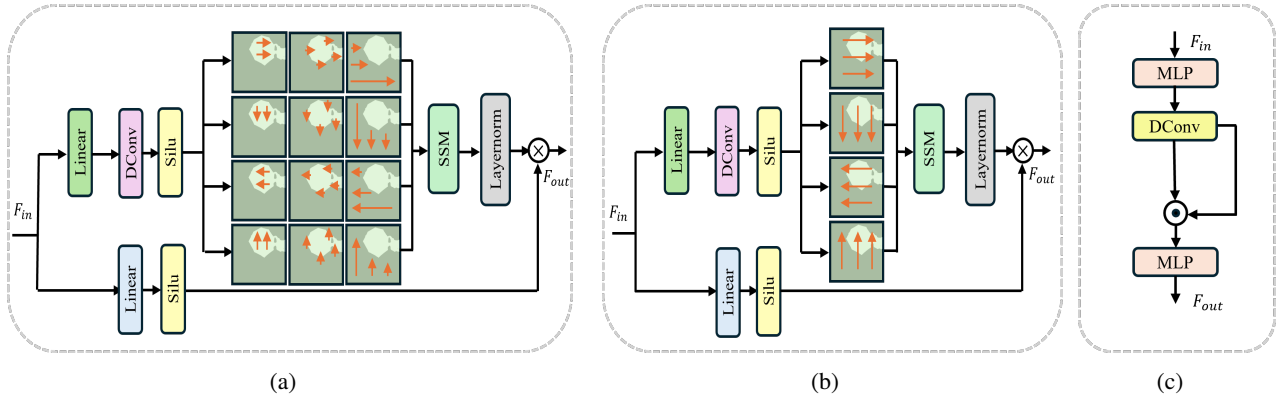 F_in
Linear
DConv
Silu
SSM
Layernorm
F_out
Linear
Silu
(a)
F_in
Linear
DConv
Silu
SSM
Layernorm
F_out
Linear
Silu
(b)
F_in
MLP
DConv
MLP
F_out
(c)